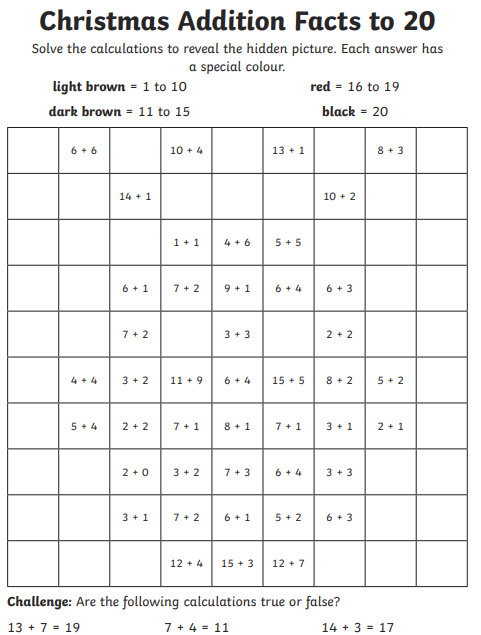 Christmas Addition Facts to 20
Solve the calculations to reveal the hidden picture. Each answer has
a special colour.
light brown = 1 to 10 red = 16 to 19
dark brown = 11 to 15 black = 20
6 + 6 10 + 4 13 + 1 8 + 3
14 + 1 10 + 2
1 + 1 4 + 6 5 + 5
6 + 1 7 + 2 9 + 1 6 + 4 6 + 3
7 + 2 3 + 3 2 + 2
4 + 4 3 + 2 11 + 9 6 + 4 15 + 5 8 + 2 5 + 2
5 + 4 2 + 2 7 + 1 8 + 1 7 + 1 3 + 1 2 + 1
2 + 0 3 + 2 7 + 3 6 + 4 3 + 3
3 + 1 7 + 2 6 + 1 5 + 2 6 + 3
12 + 4 15 + 3 12 + 7
Challenge: Are the following calculations true or false?
13 + 7 = 19 7 + 4 = 11 14 + 3 = 17